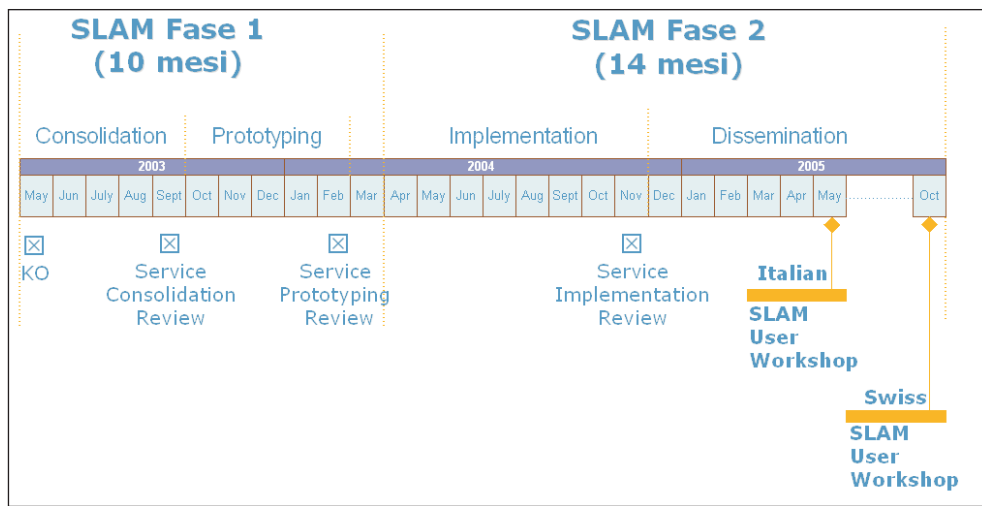 SLAM Fase 1
(10 mesi)
SLAM Fase 2
(14 mesi)
Consolidation Prototyping Implementation Dissemination
2003 2004 2005
May Jun July Aug Sept Oct Nov Dec Jan Feb Mar Apr May Jun July Aug Sept Oct Nov Dec Jan Feb Mar Apr May Oct
KO
Service
Consolidation
Review
Service
Prototyping
Review
Service
Implementation
Review
Italian
SLAM
User
Workshop
Swiss
SLAM
User
Workshop